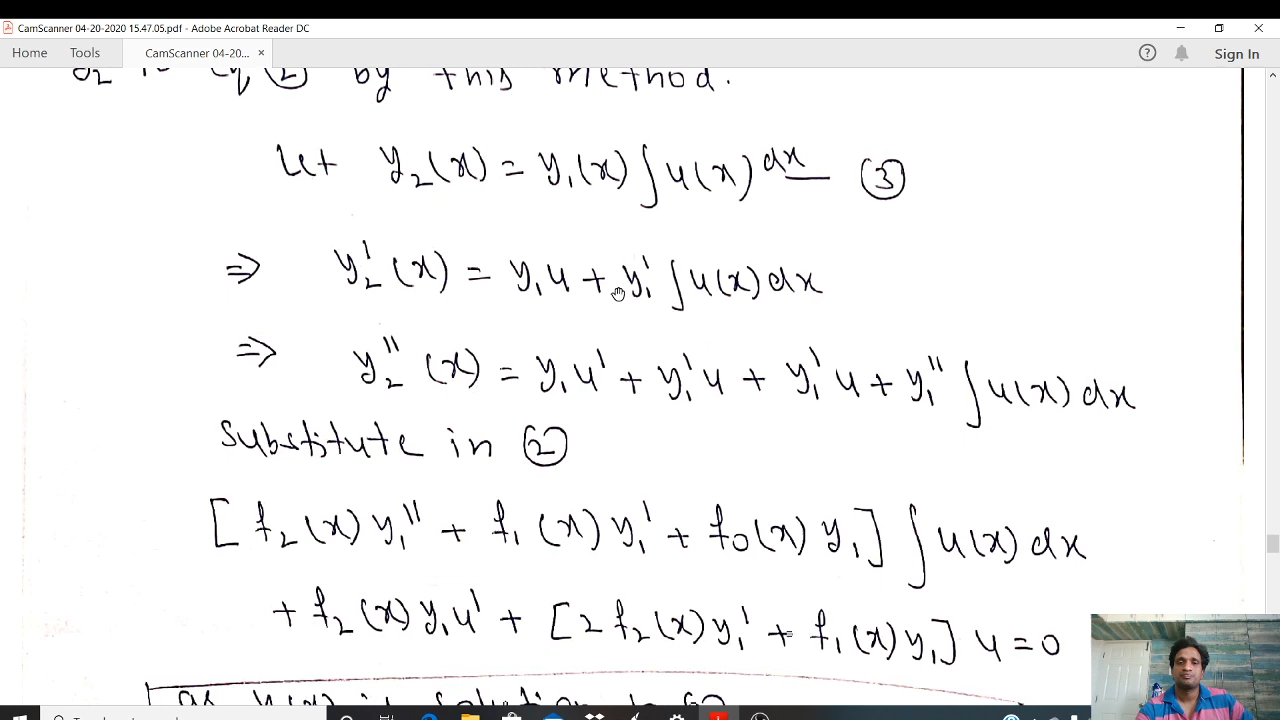 CamScanner 04-20-2020 15.47.05.pdf - Adobe Acrobat Reader DC
Home Tools CamScanner 04-20... × Sign In
by this method.
Let y₂(x) = y₁(x) ∫ u(x) dx — ③
⇒ y₂'(x) = y₁u + y₁' ∫ u(x) dx
⇒ y₂''(x) = y₁u' + y₁'u + y₁'u + y₁'' ∫ u(x) dx
substitute in ②
[f₂(x) y₁'' + f₁(x) y₁' + f₀(x) y₁] ∫ u(x) dx
+ f₂(x) y₁u' + [2 f₂(x) y₁' + f₁(x) y₁] u = 0